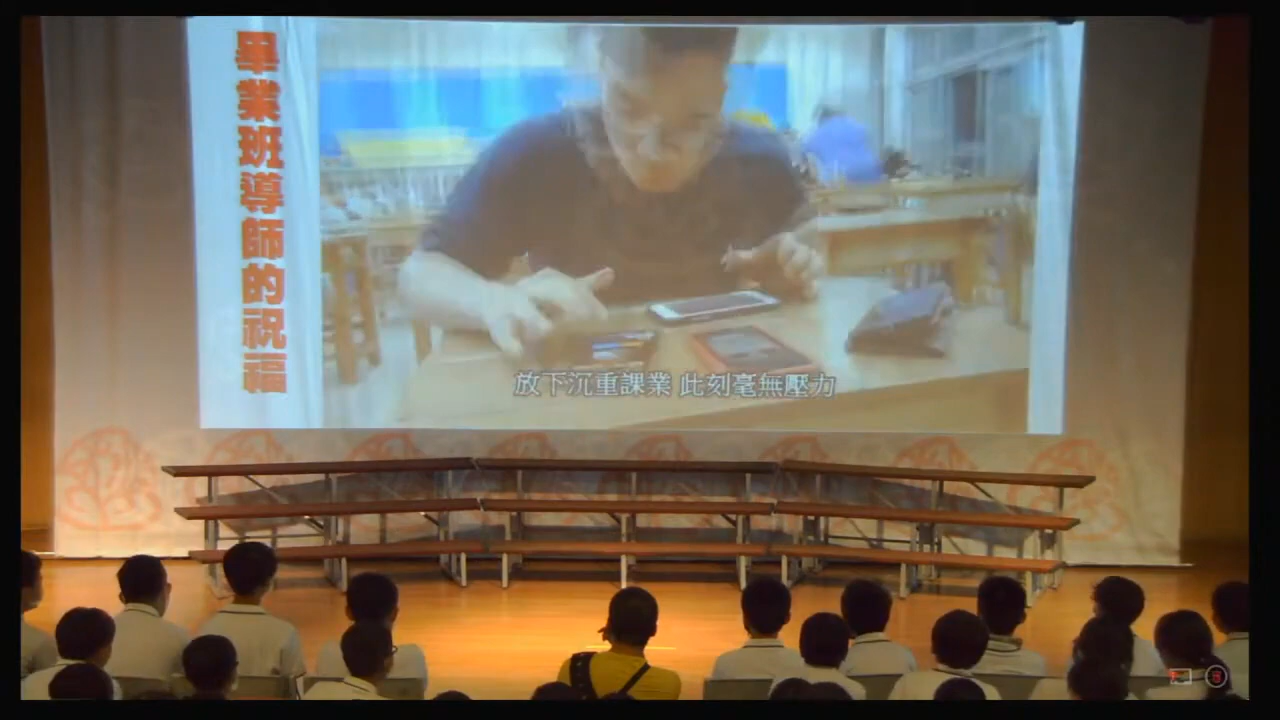 畢業班導師的祝福
放下沉重課業 此刻毫無壓力